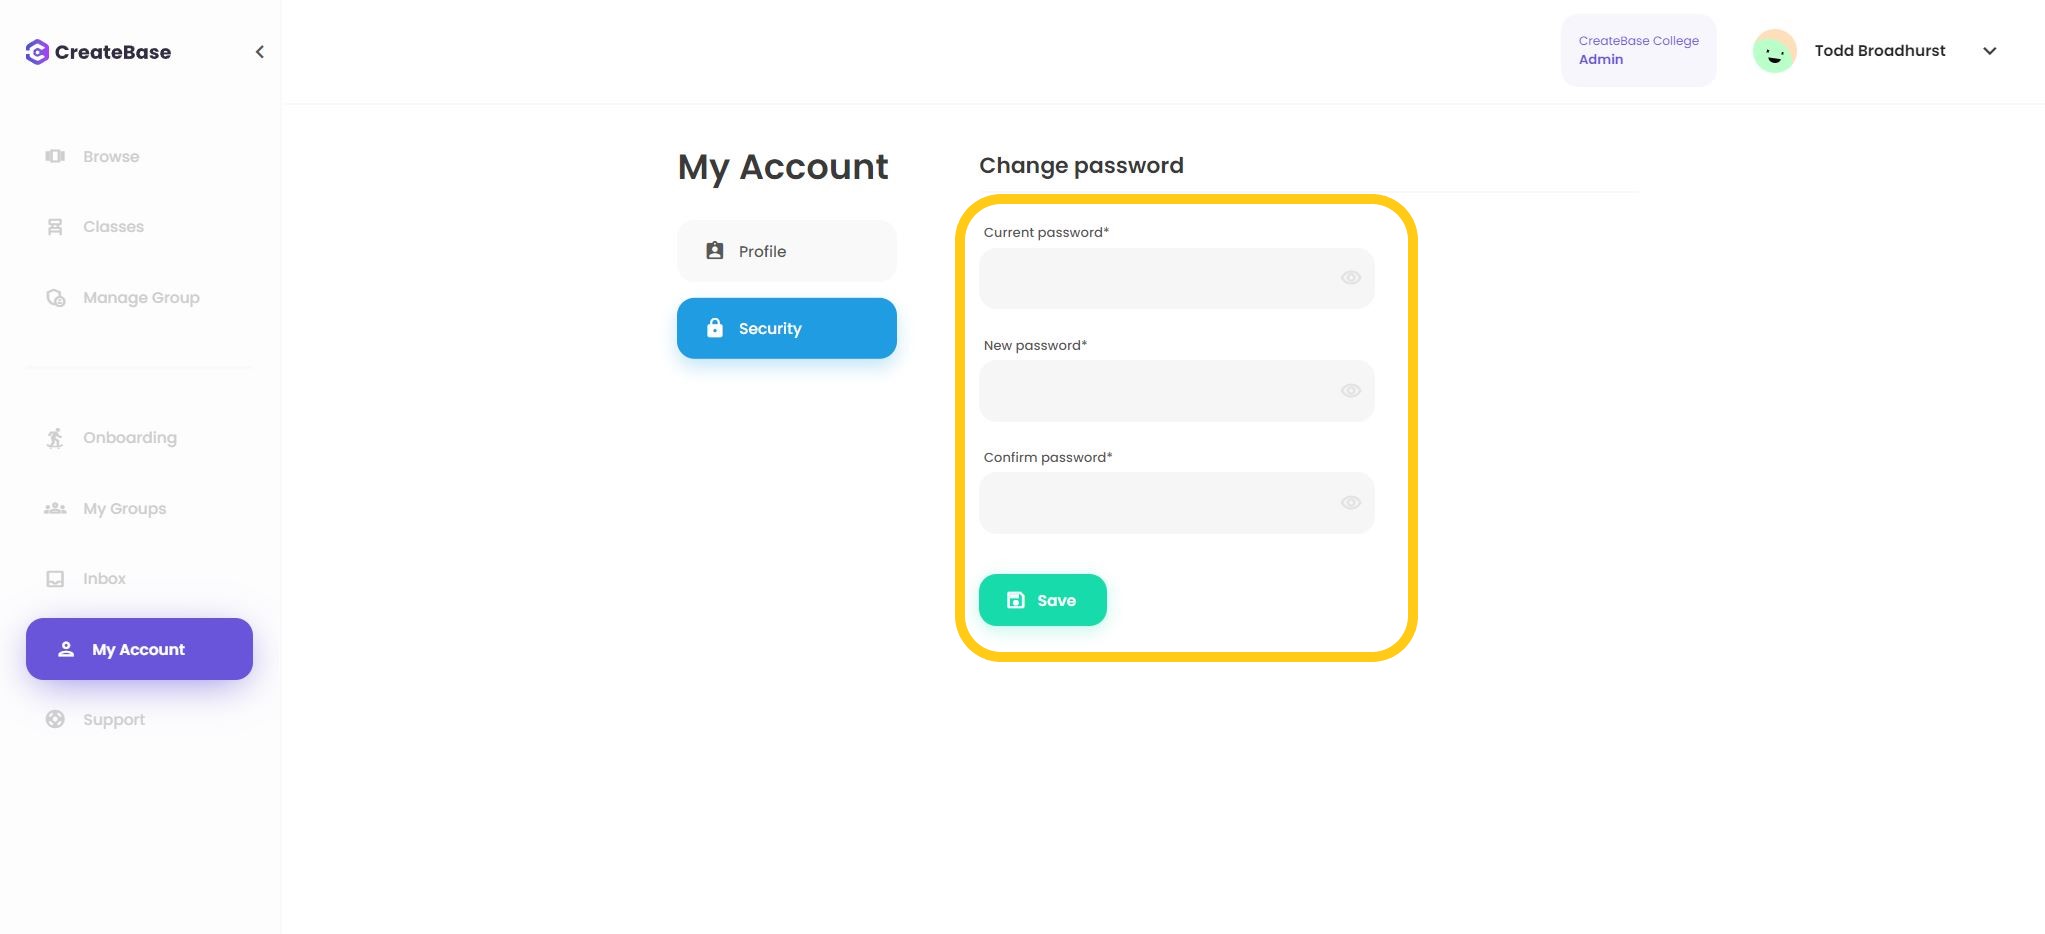 CreateBase
CreateBase College
Admin
Todd Broadhurst
Browse
Classes
Manage Group
Onboarding
My Groups
Inbox
My Account
Support
My Account
Profile
Security
Change password
Current password*
New password*
Confirm password*
Save